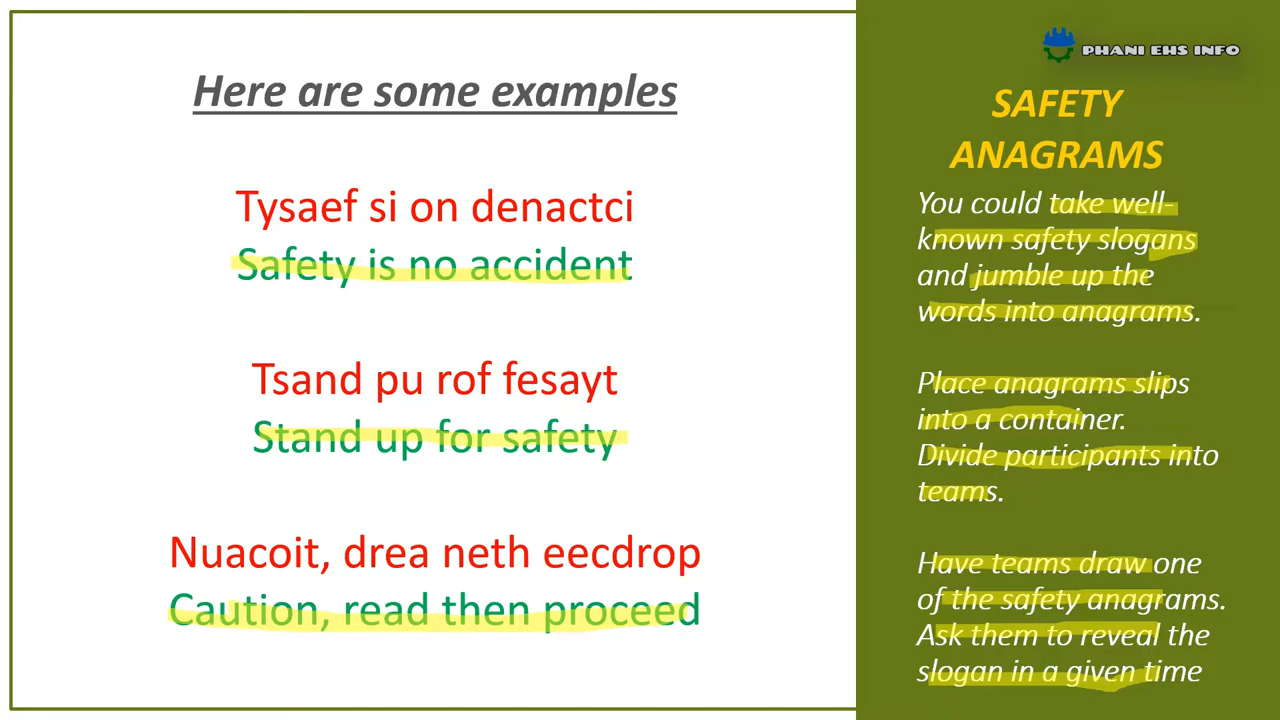 Here are some examples
Tysaef si on denactci
Safety is no accident
Tsand pu rof fesayt
Stand up for safety
Nuacoit, drea neth eecdrop
Caution, read then proceed
PHANI EHS INFO
SAFETY
ANAGRAMS
You could take well-
known safety slogans
and jumble up the
words into anagrams.
Place anagrams slips
into a container.
Divide participants into
teams.
Have teams draw one
of the safety anagrams.
Ask them to reveal the
slogan in a given time